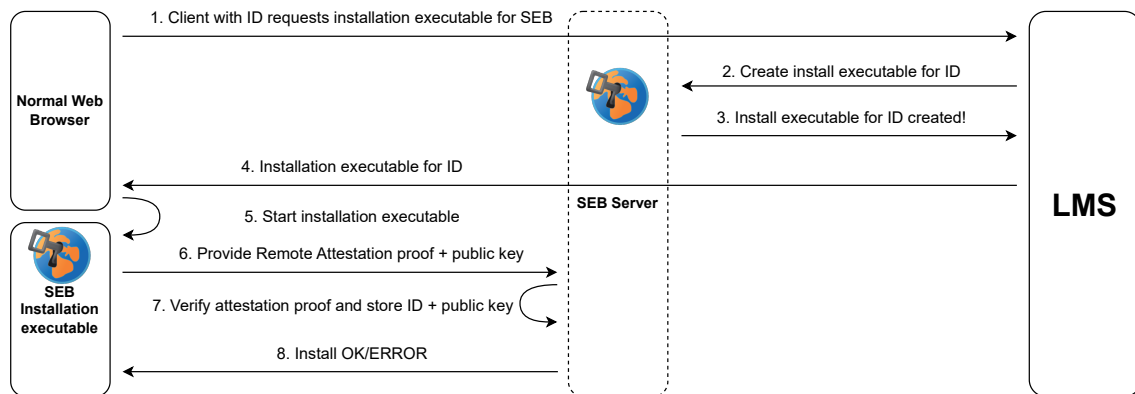 1. Client with ID requests installation executable for SEB
2. Create install executable for ID
Normal Web
Browser
3. Install executable for ID created!
4. Installation executable for ID
SEB Server
LMS
5. Start installation executable
6. Provide Remote Attestation proof + public key
SEB
Installation
executable
7. Verify attestation proof and store ID + public key
8. Install OK/ERROR